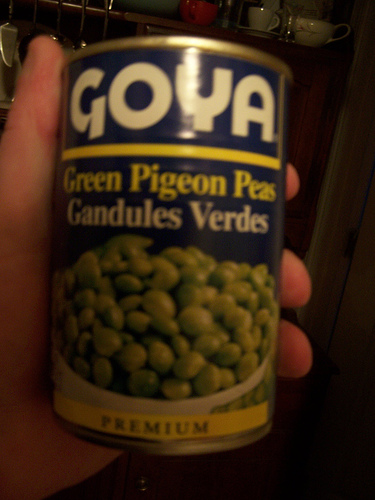 GOYA
Green Pigeon Peas
Gandules Verdes
PREMIUM